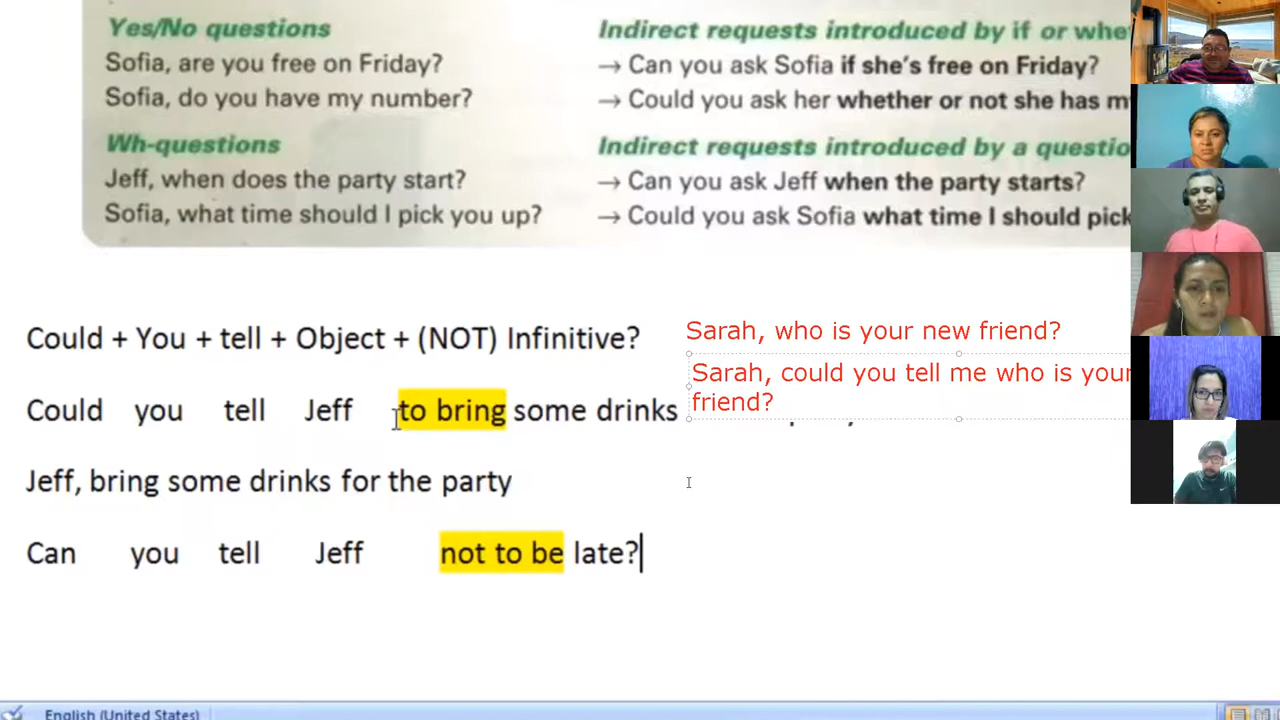 Yes/No questions
Indirect requests introduced by if or
Sofia, are you free on Friday?
→ Can you ask Sofia if she's free on Friday?
Sofia, do you have my number?
→ Could you ask her whether or not she has
Wh-questions
Indirect requests introduced by a
Jeff, when does the party start?
→ Can you ask Jeff when the party starts?
Sofia, what time should I pick you up?
→ Could you ask Sofia what time I should pick
Could + You + tell + Object + (NOT) Infinitive?
Sarah, who is your new friend?
Sarah, could you tell me who is your
friend?
Could you tell Jeff to bring some drinks
Jeff, bring some drinks for the party
Can you tell Jeff not to be late?
English (United States)